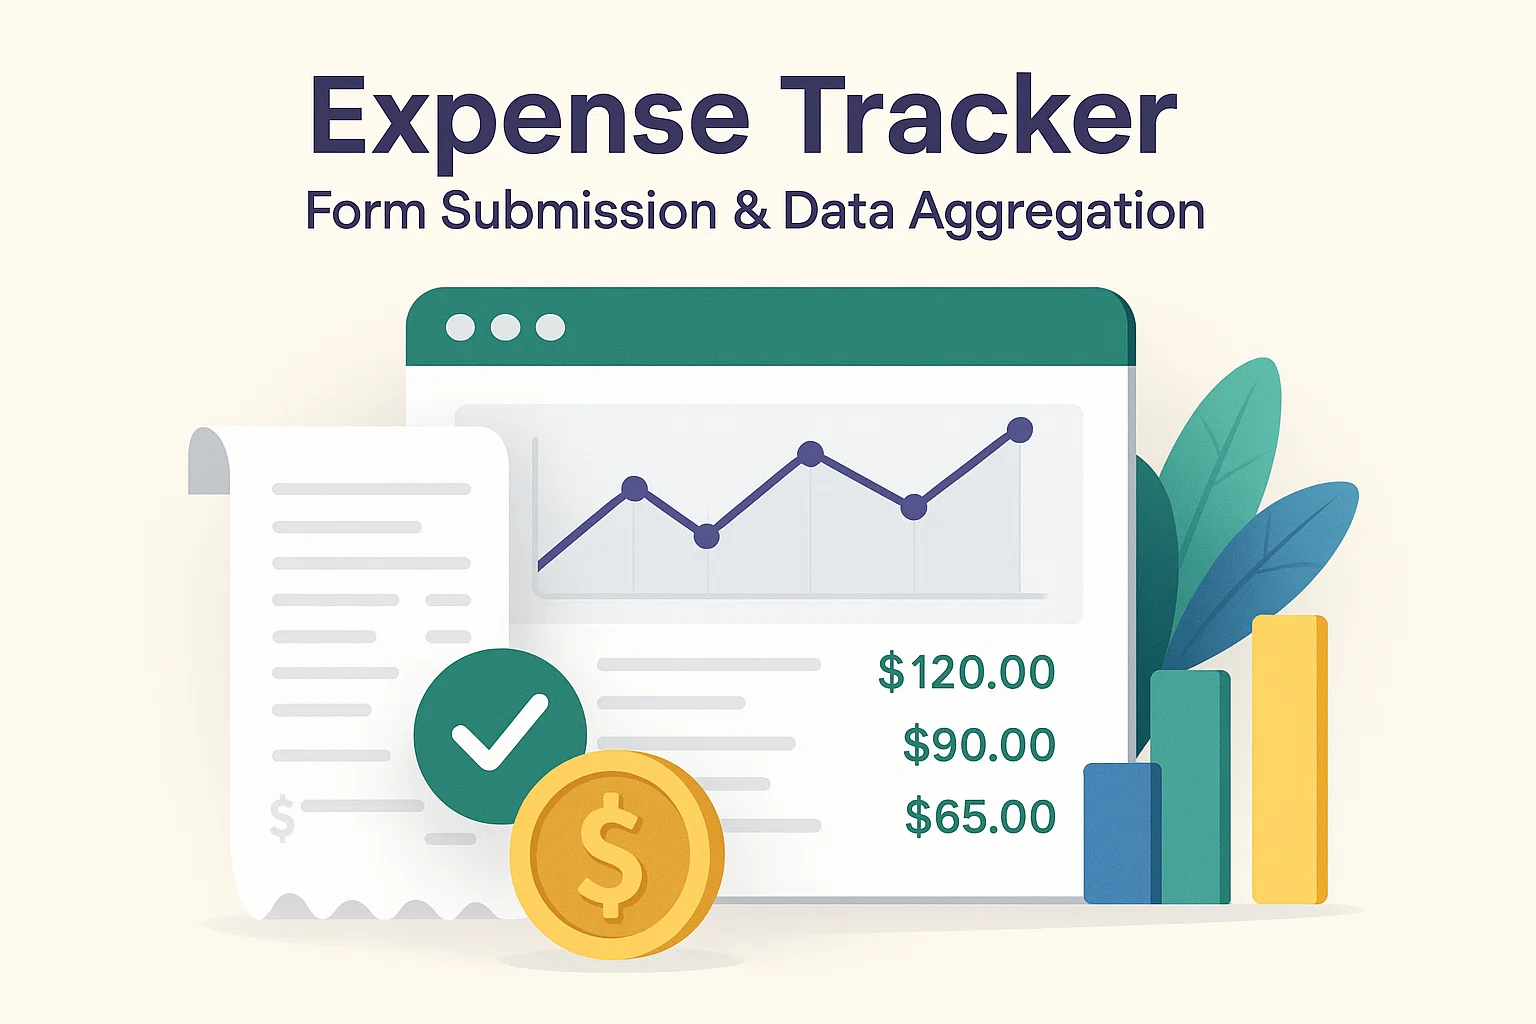 Expense Tracker
Form Submission & Data Aggregation
$120.00
$90.00
$65.00
$
$